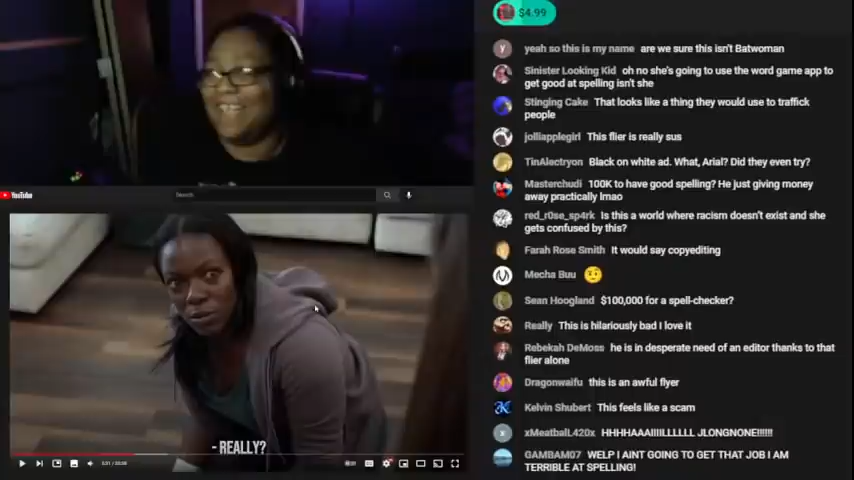 $4.99
yeah so this is my name are we sure this isn't Batwoman
Sinister Looking Kid oh no she's going to use the word game app to
get good at spelling isn't she
Stinging Cake That looks like a thing they would use to traffick
people
jolliapplegirl This flier is really sus
TinAlectryon Black on white ad. What, Arial? Did they even try?
Masterchudi 100K to have good spelling? He just giving money
away practically lmao
red_r0se_sp4rk Is this a world where racism doesn't exist and she
gets confused by this?
Farah Rose Smith It would say copyediting
Mecha Buu
Sean Hoogland $100,000 for a spell-checker?
Really This is hilariously bad I love it
Rebekah DeMoss he is in desperate need of an editor thanks to that
flier alone
Dragonwaifu this is an awful flyer
Kelvin Shubert This feels like a scam
xMeatbalL420x HHHHAAAIIIILLLLLL JLONGNONE!!!!!!
GAMBAM07 WELP I AINT GOING TO GET THAT JOB I AM
TERRIBLE AT SPELLING!
YouTube
Search
- REALLY?